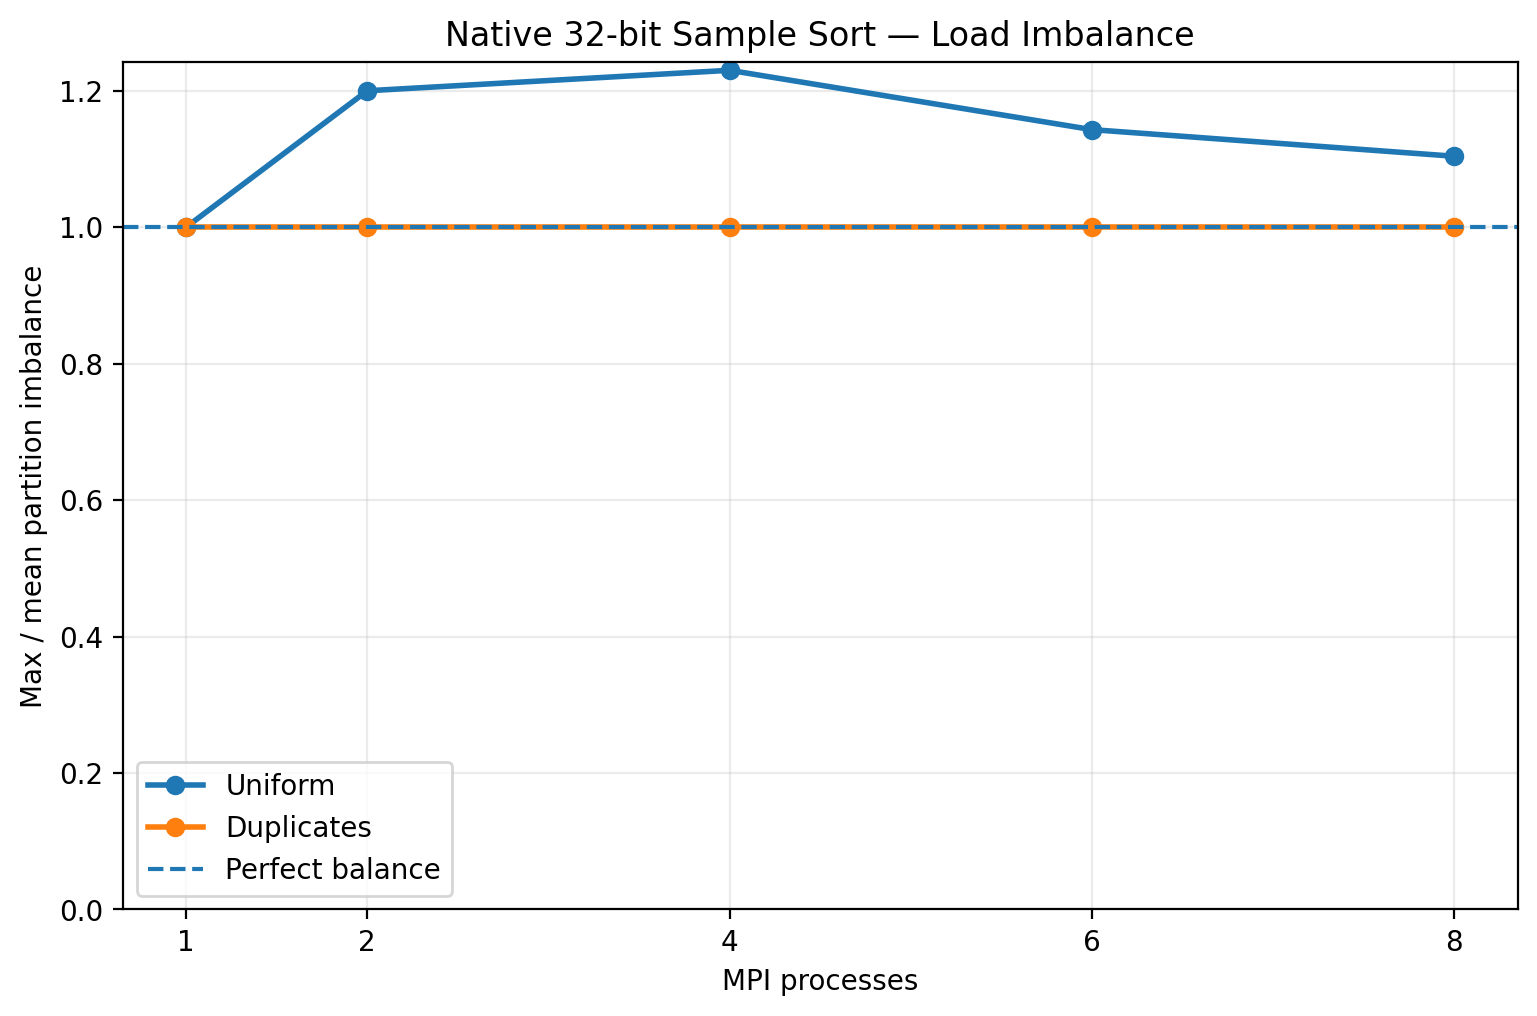 Native 32-bit Sample Sort — Load Imbalance
Max / mean partition imbalance
1.2
1.0
0.8
0.6
0.4
0.2
0.0
Uniform
Duplicates
Perfect balance
1 2 4 6 8
MPI processes